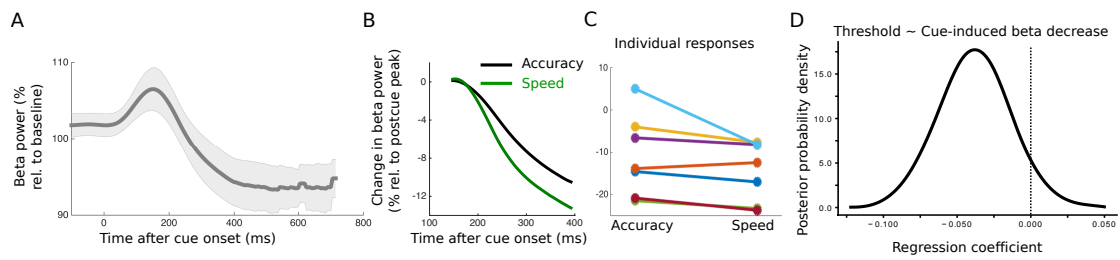 A
Beta power (%
rel. to baseline)
110
100
90
0
200
400
600
800
Time after cue onset (ms)
B
Accuracy
Speed
Change in beta power
(% rel. to postcue peak)
0
-4
-8
-12
100
200
300
400
Time after cue onset (ms)
C
Individual responses
10
0
-10
-20
Accuracy
Speed
D
Threshold ~ Cue-induced beta decrease
Posterior probability density
15.0
10.0
5.0
0.0
−0.100
−0.050
0.000
0.050
Regression coefficient